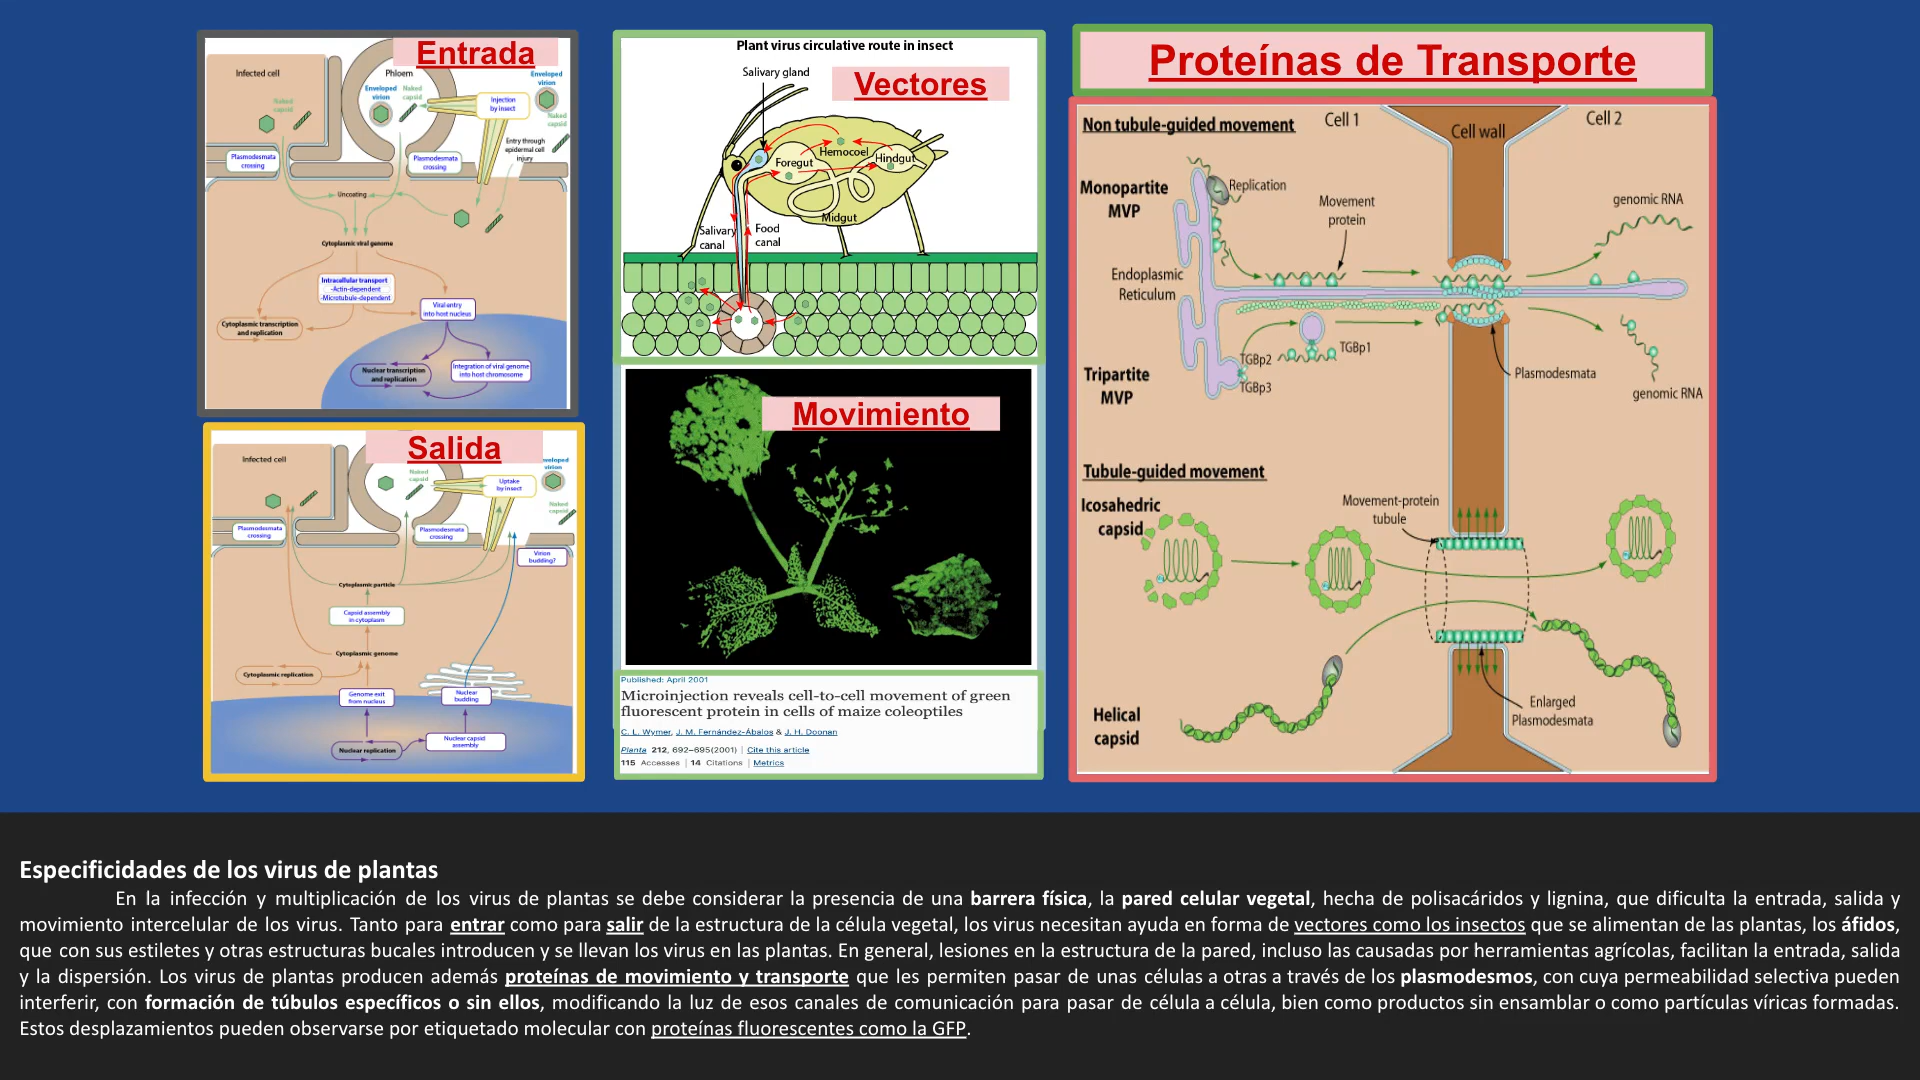 Entrada
Infected cell
Naked
capsid
Phloem
Enveloped
virion
Naked
capsid
Injection
by insect
Enveloped
virion
Naked
capsid
Entry through
epidermal cell
injury
Plasmodesmata
crossing
Plasmodesmata
crossing
Uncoating
Cytoplasmic viral genome
Intracellular transport
-Actin-dependent
-Microtubule-dependent
Viral entry
into host nucleus
Cytoplasmic transcription
and replication
Nuclear transcription
and replication
Integration of viral genome
into host chromosome
Salida
Infected cell
Naked
capsid
Uptake
by insect
veloped
virion
Naked
capsid
Plasmodesmata
crossing
Plasmodesmata
crossing
Virion
budding?
Cytoplasmic particle
Capsid assembly
in cytoplasm
Cytoplasmic genome
Cytoplasmic replication
Genome exit
from nucleus
Nuclear
budding
Nuclear replication
Nuclear capsid
assembly
Plant virus circulative route in insect
Salivary gland
Vectores
Foregut
Hemocoel
Hindgut
Midgut
Salivary
canal
Food
canal
Movimiento
Published: April 2001
Microinjection reveals cell-to-cell movement of green
fluorescent protein in cells of maize coleoptiles
C. L. Wymer, J. M. Fernández-Ábalos & J. H. Doonan
Planta 212, 692–695(2001) | Cite this article
115 Accesses | 14 Citations | Metrics
Proteínas de Transporte
Non tubule-guided movement
Cell 1
Cell wall
Cell 2
Monopartite
MVP
Replication
Movement
protein
genomic RNA
Endoplasmic
Reticulum
TGBp2
TGBp1
TGBp3
Tripartite
MVP
Plasmodesmata
genomic RNA
Tubule-guided movement
Icosahedric
capsid
Movement-protein
tubule
Helical
capsid
Enlarged
Plasmodesmata
Especificidades de los virus de plantas
En la infección y multiplicación de los virus de plantas se debe considerar la presencia de una barrera física, la pared celular vegetal, hecha de polisacáridos y lignina, que dificulta la entrada, salida y
movimiento intercelular de los virus. Tanto para entrar como para salir de la estructura de la célula vegetal, los virus necesitan ayuda en forma de vectores como los insectos que se alimentan de las plantas, los áfidos,
que con sus estiletes y otras estructuras bucales introducen y se llevan los virus en las plantas. En general, lesiones en la estructura de la pared, incluso las causadas por herramientas agrícolas, facilitan la entrada, salida
y la dispersión. Los virus de plantas producen además proteínas de movimiento y transporte que les permiten pasar de unas células a otras a través de los plasmodesmos, con cuya permeabilidad selectiva pueden
interferir, con formación de túbulos específicos o sin ellos, modificando la luz de esos canales de comunicación para pasar de célula a célula, bien como productos sin ensamblar o como partículas víricas formadas.
Estos desplazamientos pueden observarse por etiquetado molecular con proteínas fluorescentes como la GFP.